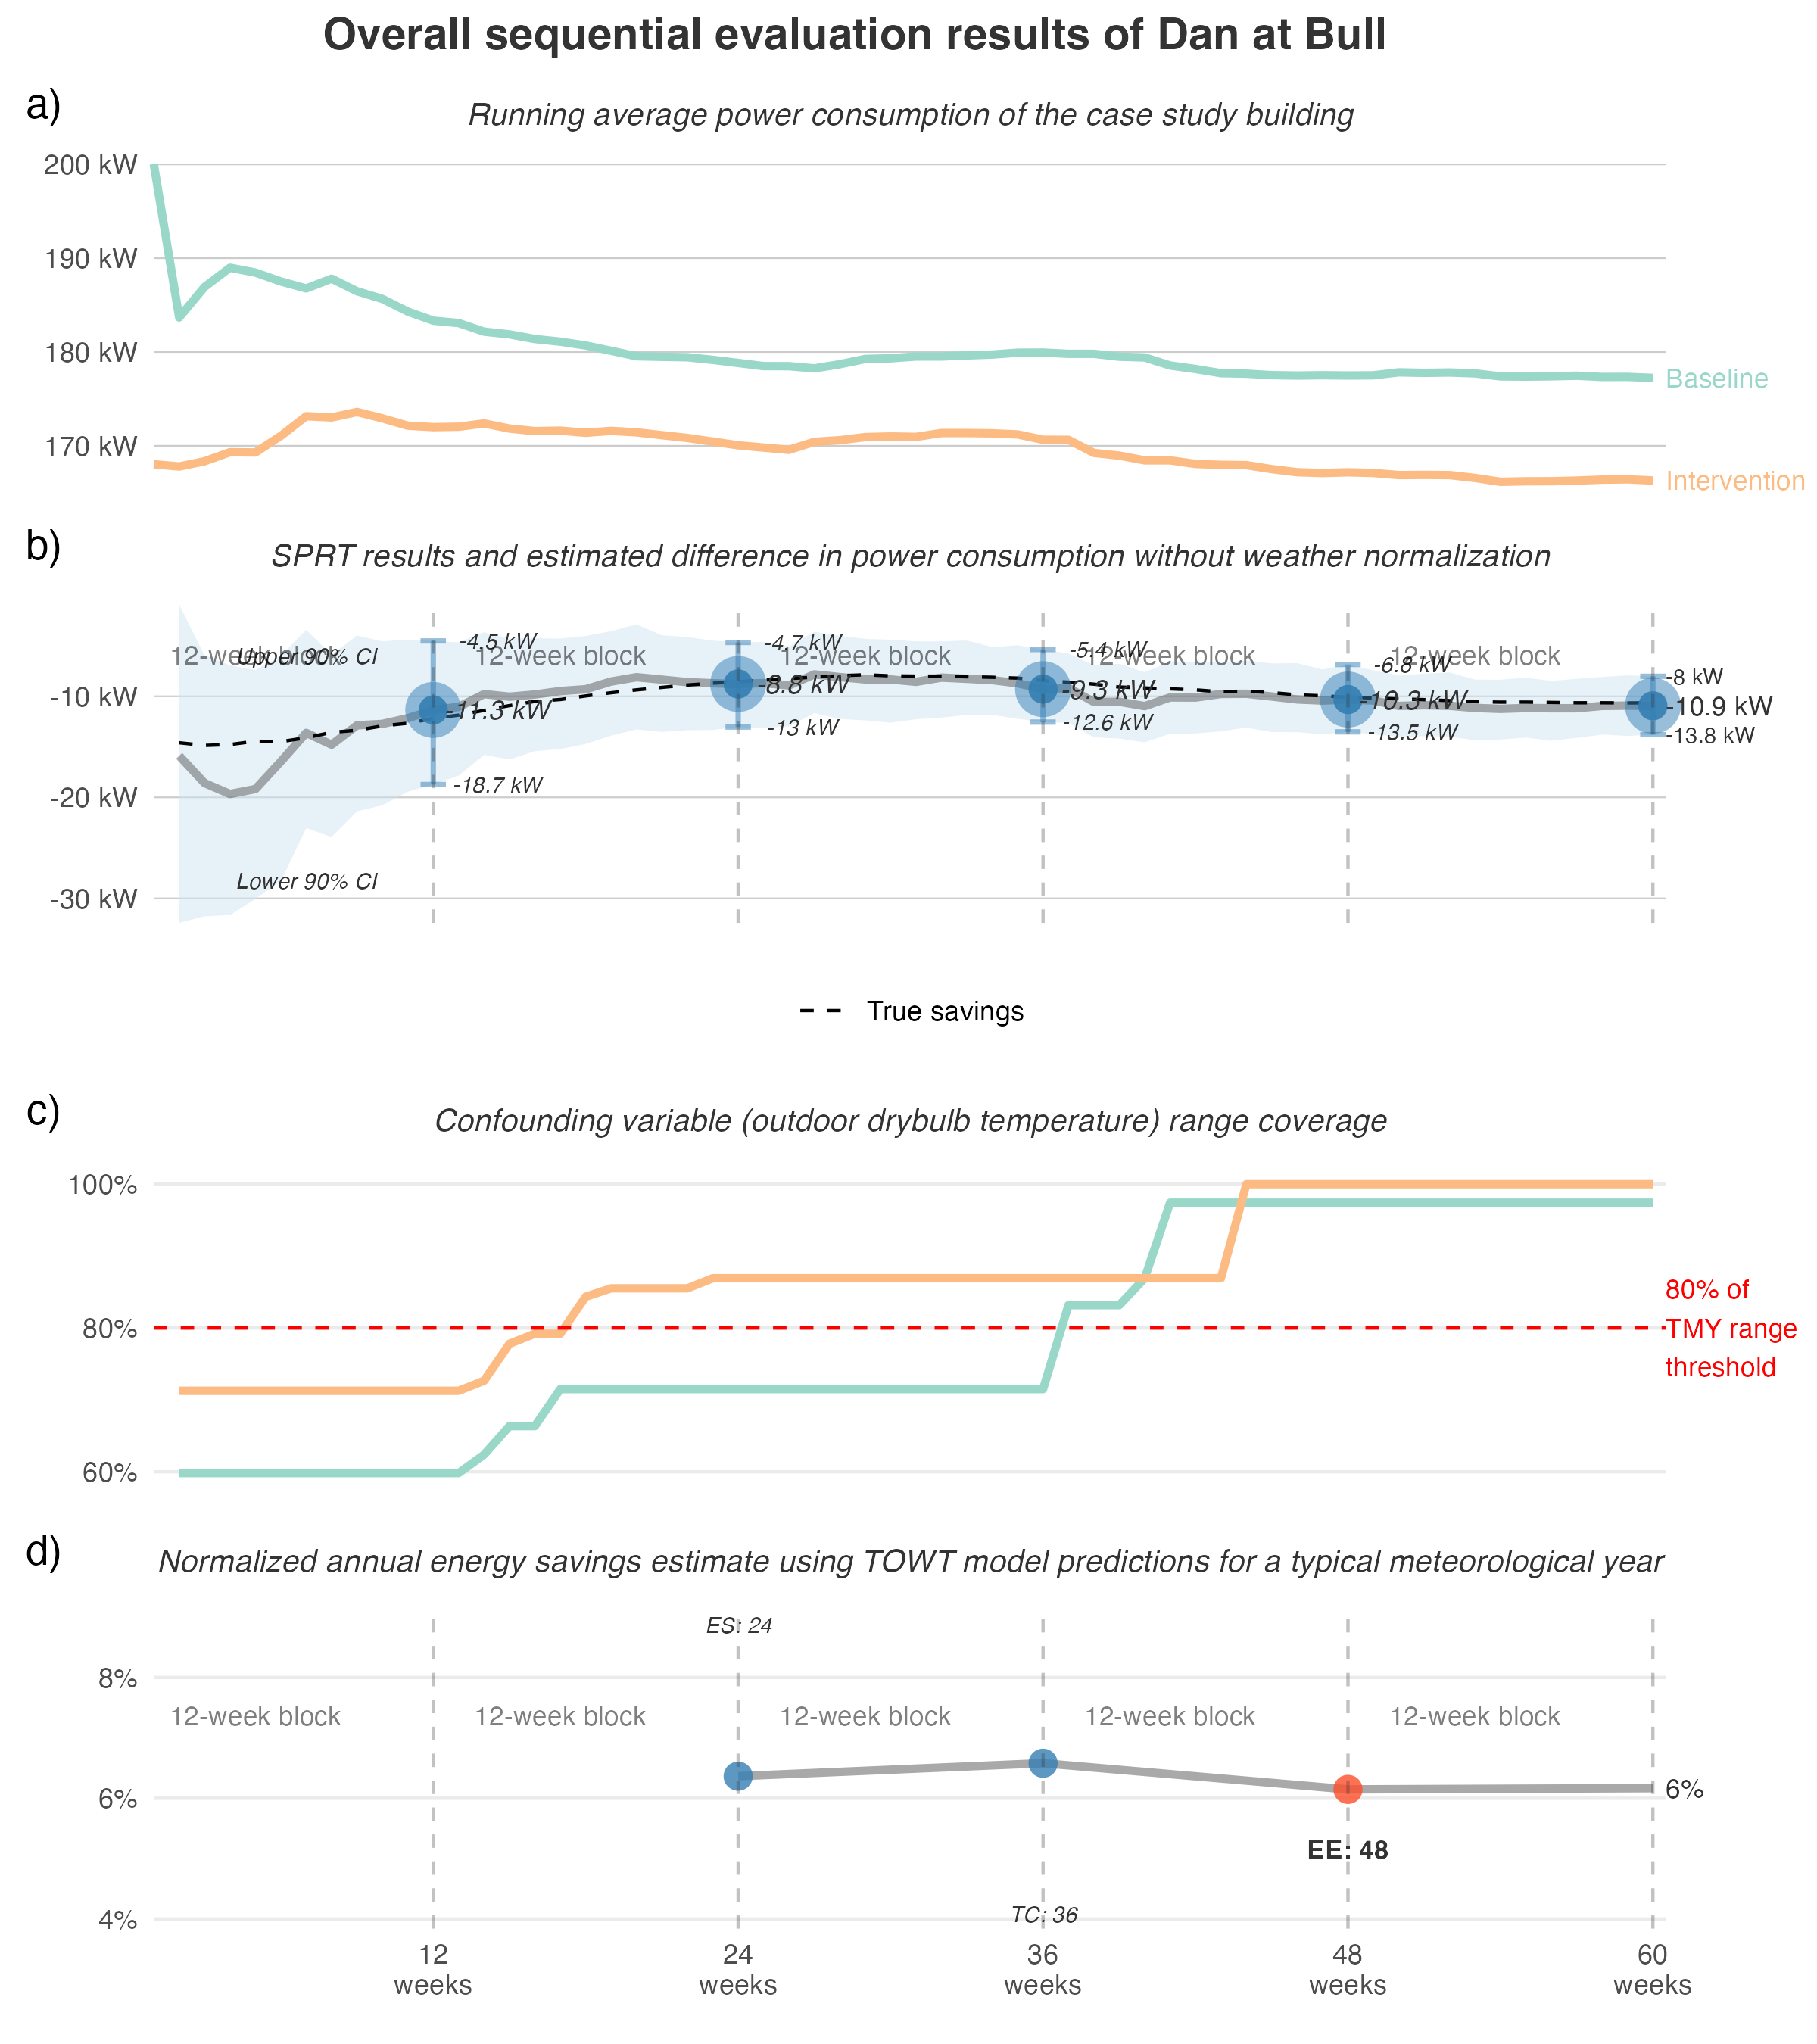 Overall sequential evaluation results of Dan at Bull
a)
Running average power consumption of the case study building
200 kW
190 kW
180 kW
170 kW
Baseline
Intervention
b)
SPRT results and estimated difference in power consumption without weather normalization
-4.5 kW
-4.7 kW
-5.4 kW
-6.8 kW
-8 kW
12-week block
12-week block
12-week block
12-week block
12-week block
Upper 90% CI
-10 kW
-11.3 kW
-8.8 kW
-9.3 kW
-10.3 kW
-10.9 kW
-18.7 kW
-13 kW
-12.6 kW
-13.5 kW
-13.8 kW
-20 kW
Lower 90% CI
-30 kW
True savings
c)
Confounding variable (outdoor drybulb temperature) range coverage
100%
80%
60%
80% of
TMY range
threshold
d)
Normalized annual energy savings estimate using TOWT model predictions for a typical meteorological year
ES: 24
8%
12-week block
12-week block
12-week block
12-week block
12-week block
6%
6%
EE: 48
TC: 36
4%
12
weeks
24
weeks
36
weeks
48
weeks
60
weeks